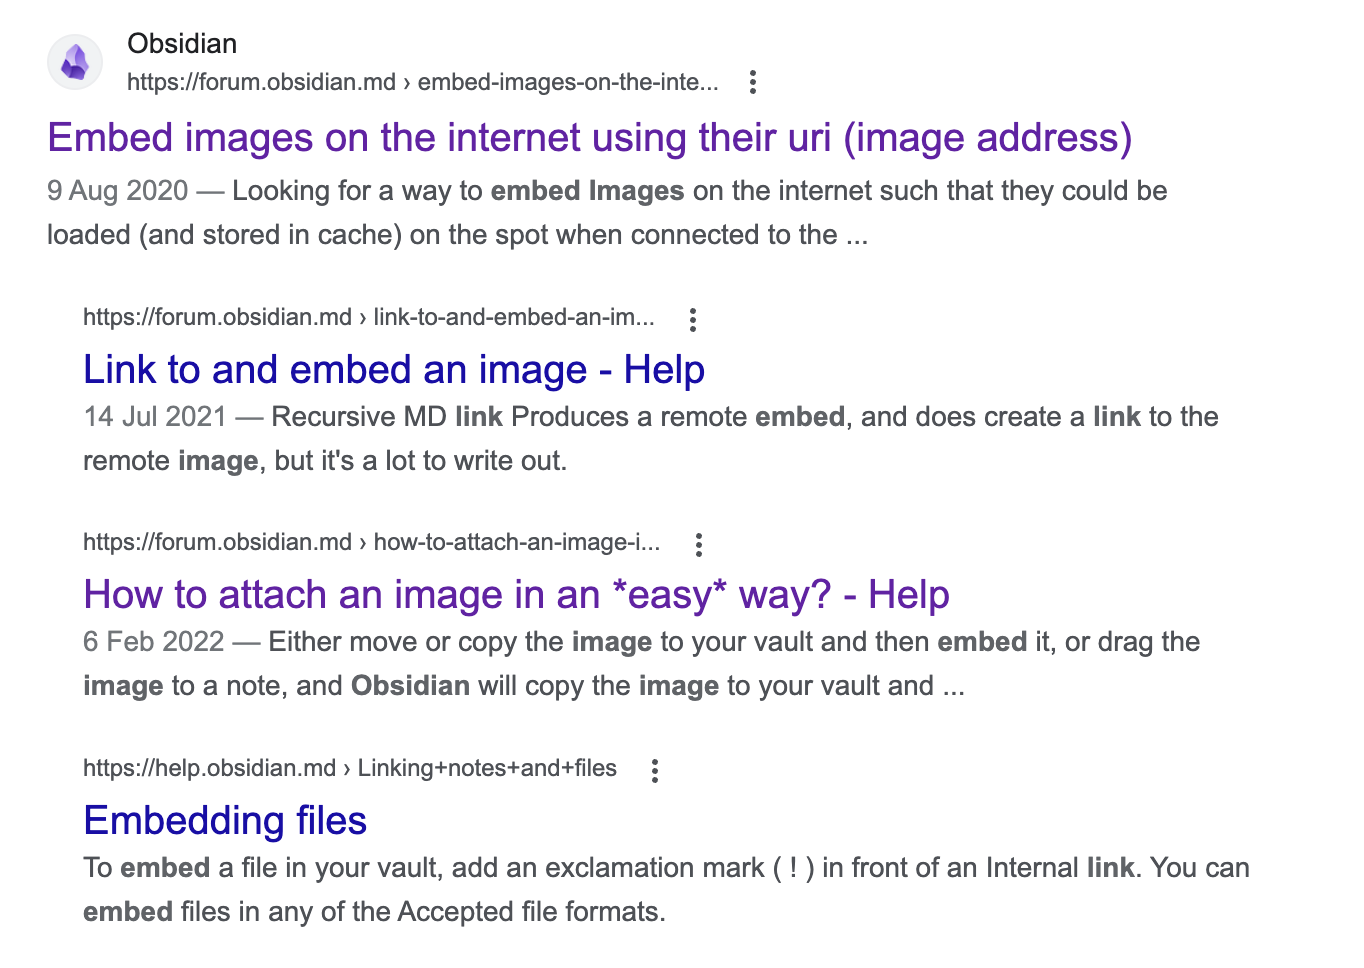 Obsidian
https://forum.obsidian.md › embed-images-on-the-inte...
Embed images on the internet using their uri (image address)
9 Aug 2020 — Looking for a way to embed Images on the internet such that they could be
loaded (and stored in cache) on the spot when connected to the ...
https://forum.obsidian.md › link-to-and-embed-an-im...
Link to and embed an image - Help
14 Jul 2021 — Recursive MD link Produces a remote embed, and does create a link to the
remote image, but it's a lot to write out.
https://forum.obsidian.md › how-to-attach-an-image-i...
How to attach an image in an *easy* way? - Help
6 Feb 2022 — Either move or copy the image to your vault and then embed it, or drag the
image to a note, and Obsidian will copy the image to your vault and ...
https://help.obsidian.md › Linking+notes+and+files
Embedding files
To embed a file in your vault, add an exclamation mark ( ! ) in front of an Internal link. You can
embed files in any of the Accepted file formats.